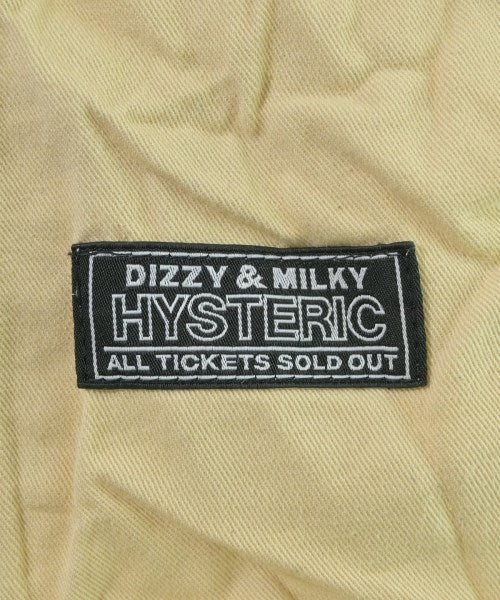 DIZZY & MILKY
HYSTERIC
ALL TICKETS SOLD OUT